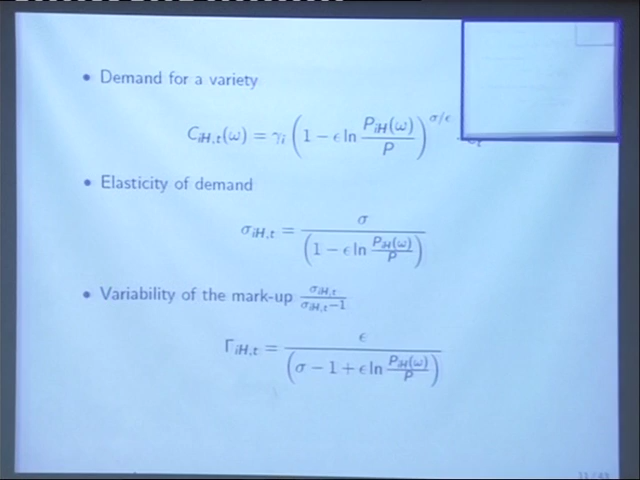 • Demand for a variety
C_{iH,t}(ω) = γ_i (1 − ϵ ln P_{iH}(ω)/P)^{σ/ϵ}
• Elasticity of demand
σ_{iH,t} = σ / (1 − ϵ ln P_{iH}(ω)/P)
• Variability of the mark-up σ_{iH,t} / (σ_{iH,t} − 1)
Γ_{iH,t} = ϵ / (σ − 1 + ϵ ln P_{iH}(ω)/P)